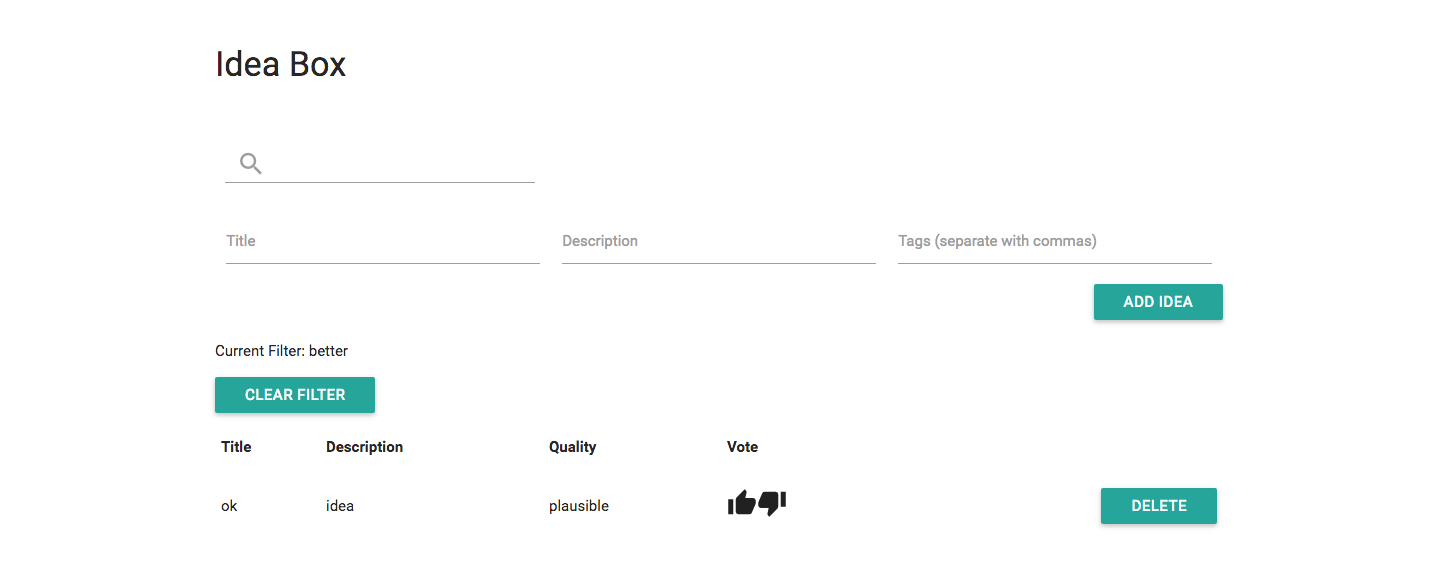 Idea Box
Title Description Tags (separate with commas)
ADD IDEA
Current Filter: better
CLEAR FILTER
Title Description Quality Vote
ok idea plausible DELETE